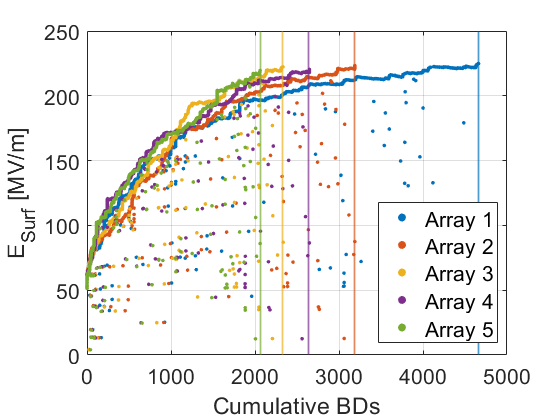 250
200
150
100
50
0
E_Surf [MV/m]
0 1000 2000 3000 4000 5000
Cumulative BDs
Array 1
Array 2
Array 3
Array 4
Array 5